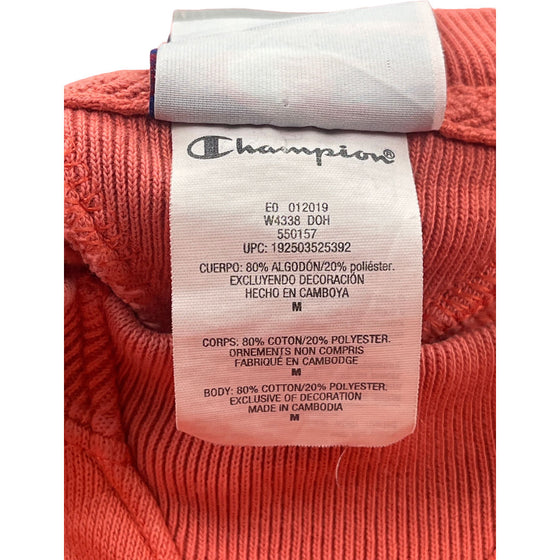 Champion®
EO 012019
W4338 DOH
550157
UPC: 192503525392
CUERPO: 80% ALGODÓN/20% poliéster.
EXCLUYENDO DECORACIÓN
HECHO EN CAMBOYA
M
CORPS: 80% COTON/20% POLYESTER.
ORNEMENTS NON COMPRIS
FABRIQUÉ EN CAMBODGE
M
BODY: 80% COTTON/20% POLYESTER
EXCLUSIVE OF DECORATION
MADE IN CAMBODIA
M